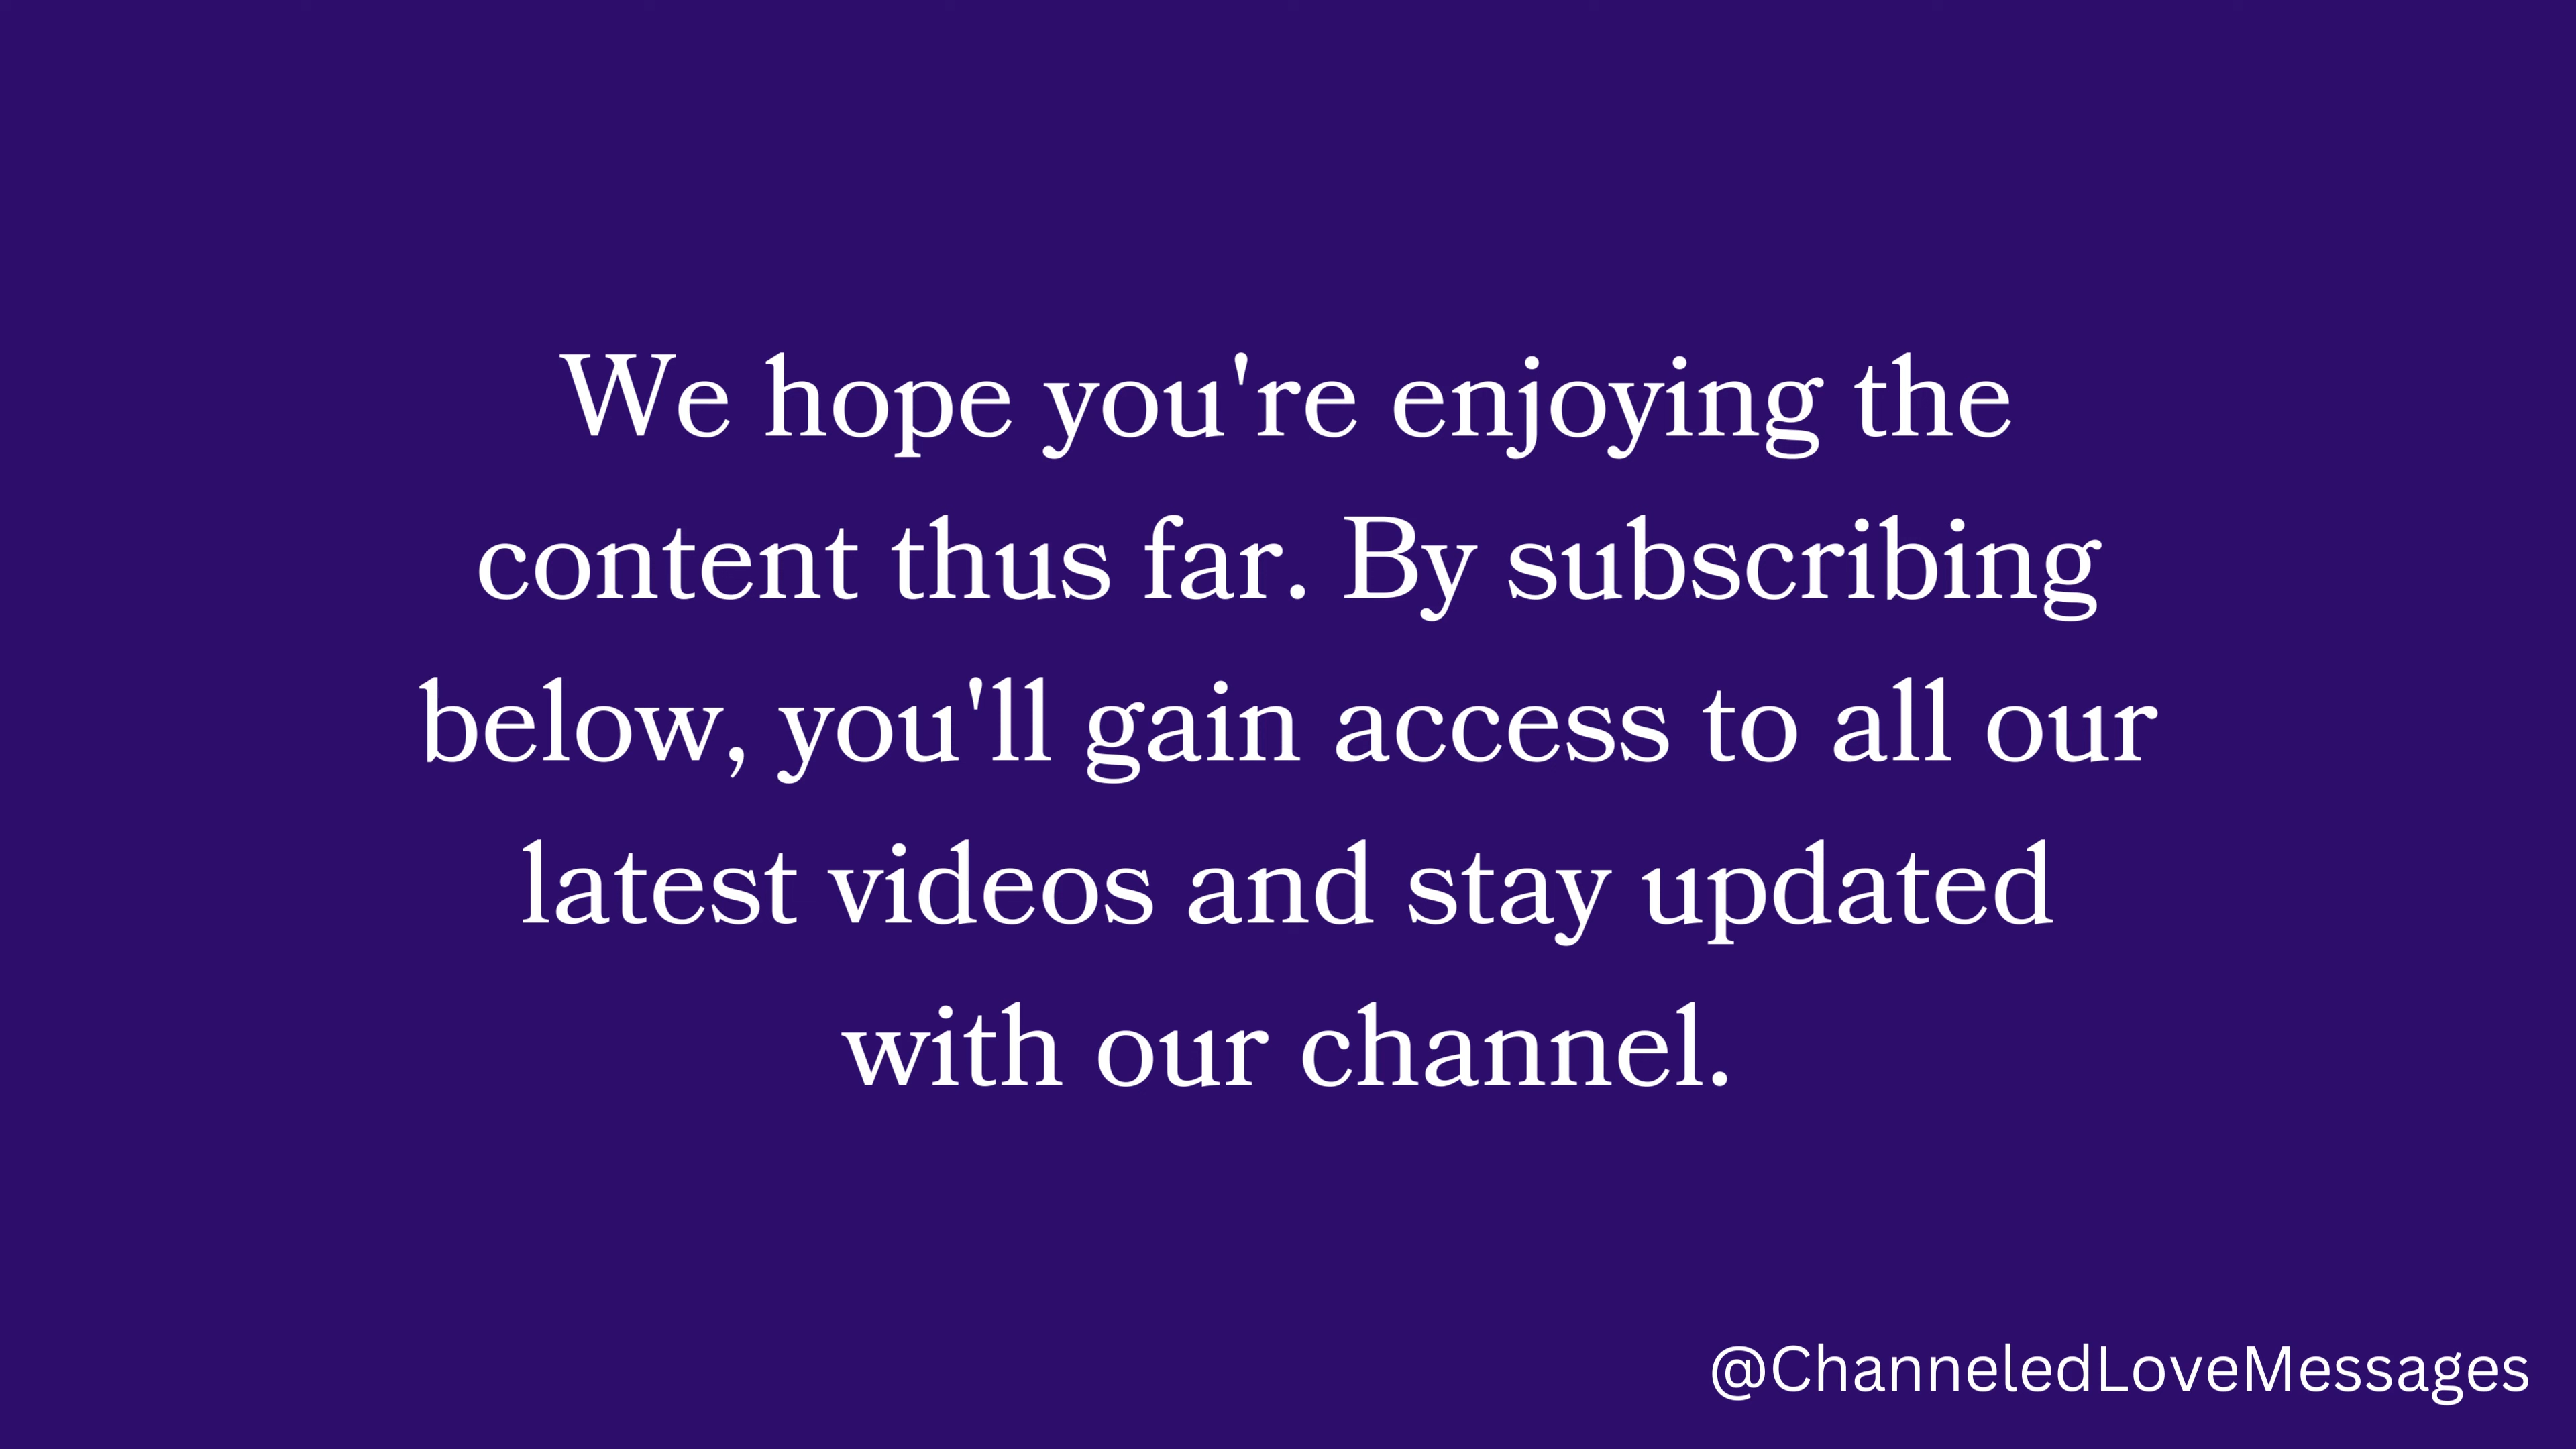 We hope you're enjoying the
content thus far. By subscribing
below, you'll gain access to all our
latest videos and stay updated
with our channel.
@ChanneledLoveMessages